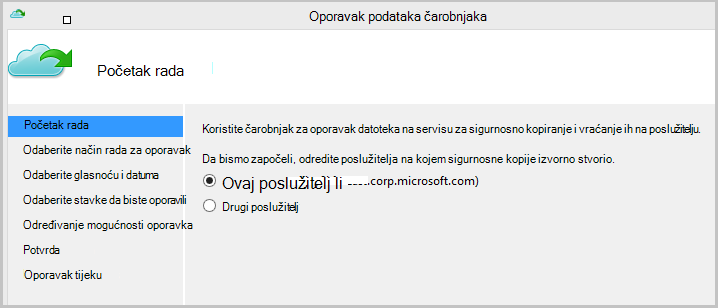 Oporavak podataka čarobnjaka
Početak rada
Početak rada
Odaberite način rada za oporavak
Odaberite glasnoću i datuma
Odaberite stavke da biste oporavili
Određivanje mogućnosti oporavka
Potvrda
Oporavak tijeku
Koristite čarobnjak za oporavak datoteka na servisu za sigurnosno kopiranje i vraćanje ih na poslužitelju.
Da bismo započeli, odredite poslužitelja na kojem sigurnosne kopije izvorno stvorio.
Ovaj poslužitelj li corp.microsoft.com)
Drugi poslužitelj